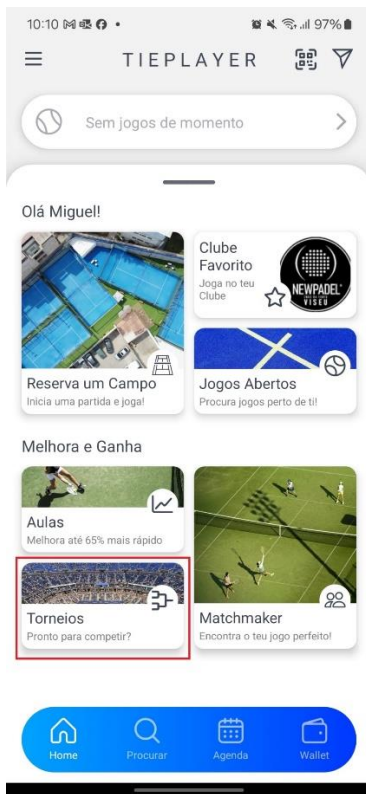 10:10
97%
TIEPLAYER
Sem jogos de momento
Olá Miguel!
Clube
Favorito
Joga no teu
Clube
NEWPADEL
VISEU
Reserva um Campo
Inicia uma partida e joga!
Jogos Abertos
Procura jogos perto de ti!
Melhora e Ganha
Aulas
Melhora até 65% mais rápido
Torneios
Pronto para competir?
Matchmaker
Encontra o teu jogo perfeito!
Home
Procurar
Agenda
Wallet